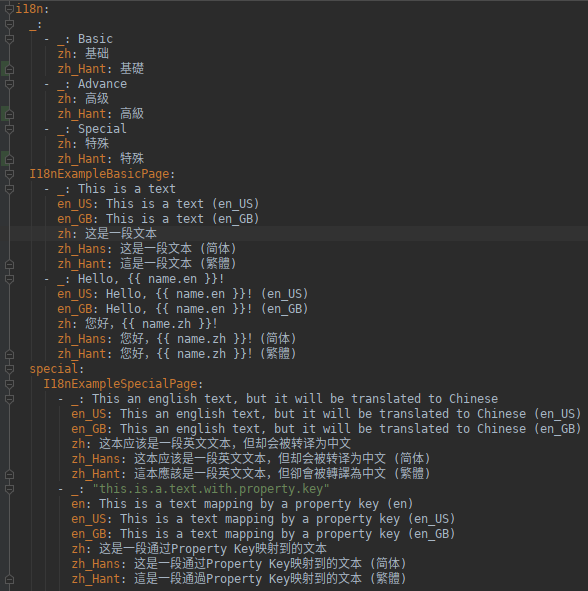 i18n:
_:
- _: Basic
zh: 基础
zh_Hant: 基礎
- _: Advance
zh: 高级
zh_Hant: 高級
- _: Special
zh: 特殊
zh_Hant: 特殊
I18nExampleBasicPage:
- _: This is a text
en_US: This is a text (en_US)
en_GB: This is a text (en_GB)
zh: 这是一段文本
zh_Hans: 这是一段文本 (简体)
zh_Hant: 這是一段文本 (繁體)
- _: Hello, {{ name.en }}!
en_US: Hello, {{ name.en }}! (en_US)
en_GB: Hello, {{ name.en }}! (en_GB)
zh: 您好，{{ name.zh }}!
zh_Hans: 您好，{{ name.zh }}! (简体)
zh_Hant: 您好，{{ name.zh }}! (繁體)
special:
I18nExampleSpecialPage:
- _: This an english text, but it will be translated to Chinese
en_US: This an english text, but it will be translated to Chinese (en_US)
en_GB: This an english text, but it will be translated to Chinese (en_GB)
zh: 这本应该是一段英文文本，但却会被转译为中文
zh_Hans: 这本应该是一段英文文本，但却会被转译为中文 (简体)
zh_Hant: 這本應該是一段英文文本，但卻會被轉譯為中文 (繁體)
- _: "this.is.a.text.with.property.key"
en: This is a text mapping by a property key (en)
en_US: This is a text mapping by a property key (en_US)
en_GB: This is a text mapping by a property key (en_GB)
zh: 这是一段通过Property Key映射到的文本
zh_Hans: 这是一段通过Property Key映射到的文本 (简体)
zh_Hant: 這是一段通過Property Key映射到的文本 (繁體)